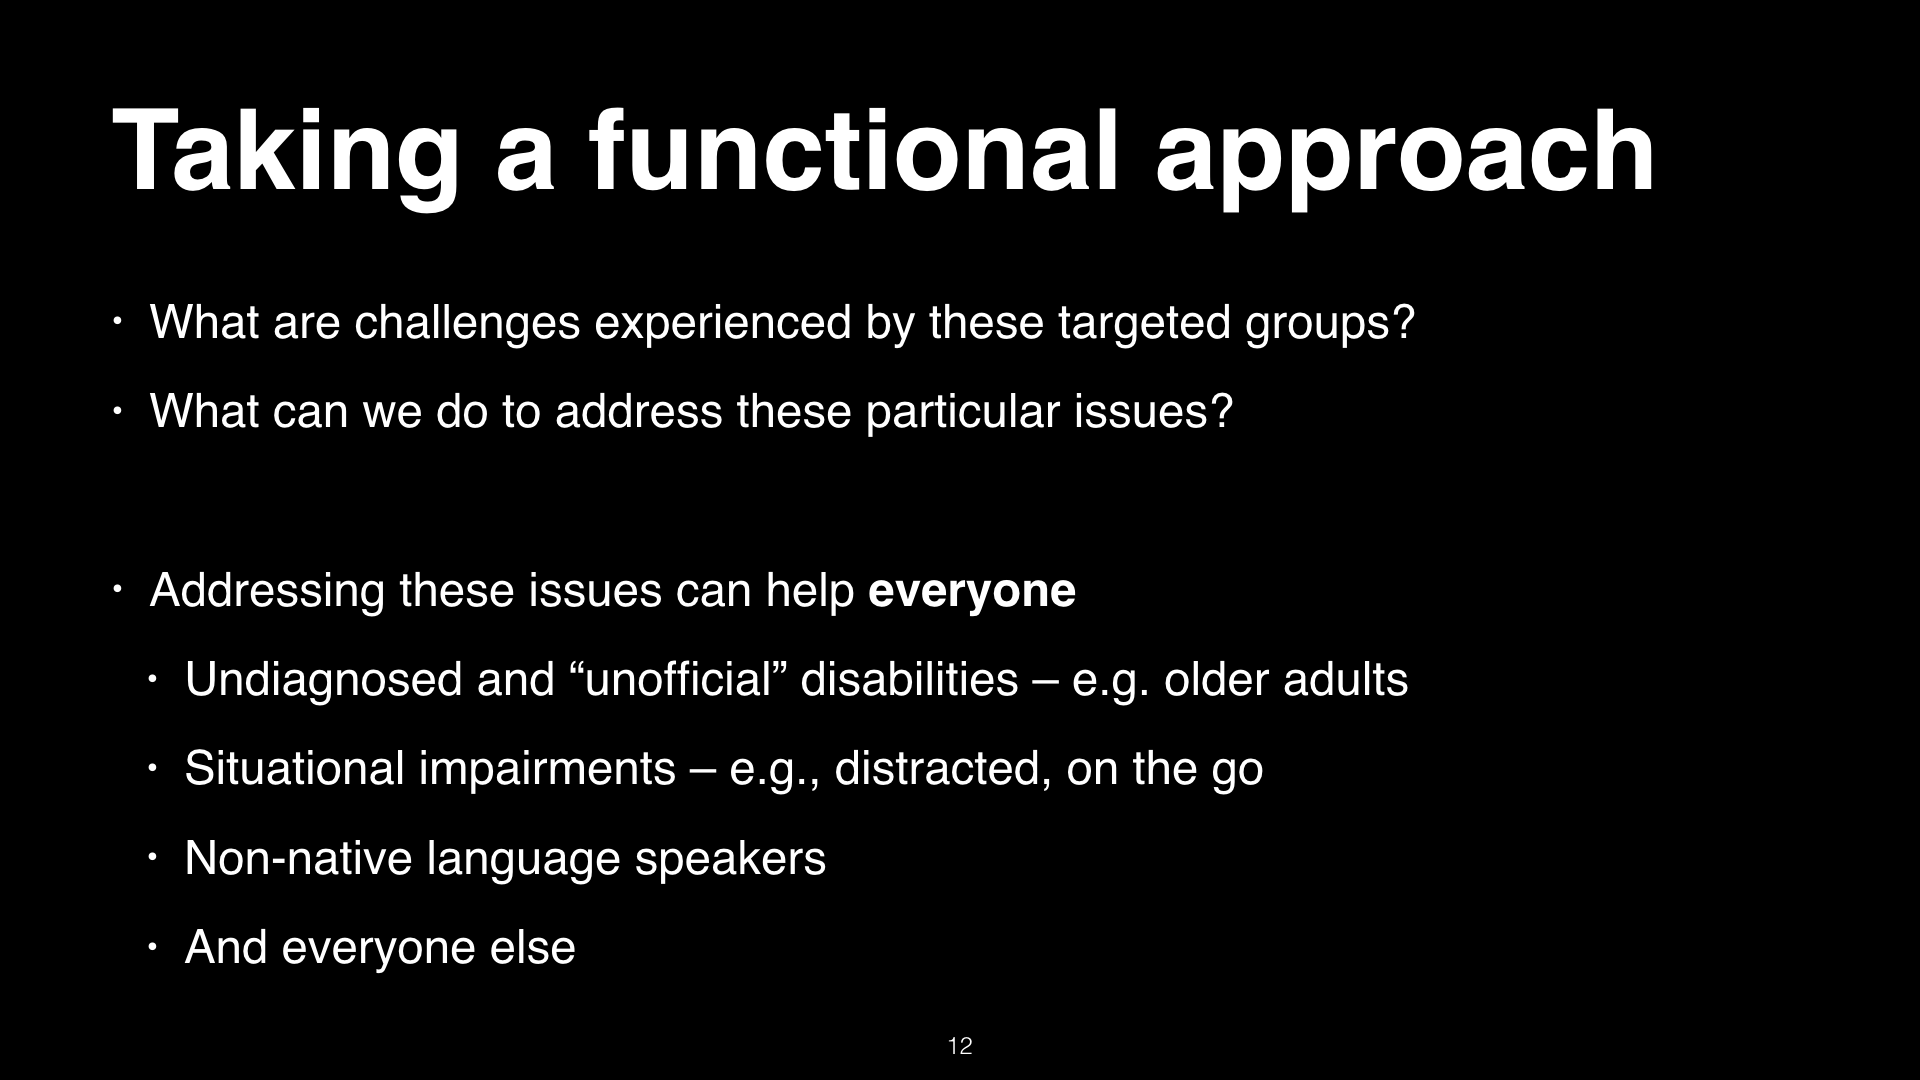 Taking a functional approach
• What are challenges experienced by these targeted groups?
• What can we do to address these particular issues?
• Addressing these issues can help everyone
• Undiagnosed and “unofficial” disabilities – e.g. older adults
• Situational impairments – e.g., distracted, on the go
• Non-native language speakers
• And everyone else
12